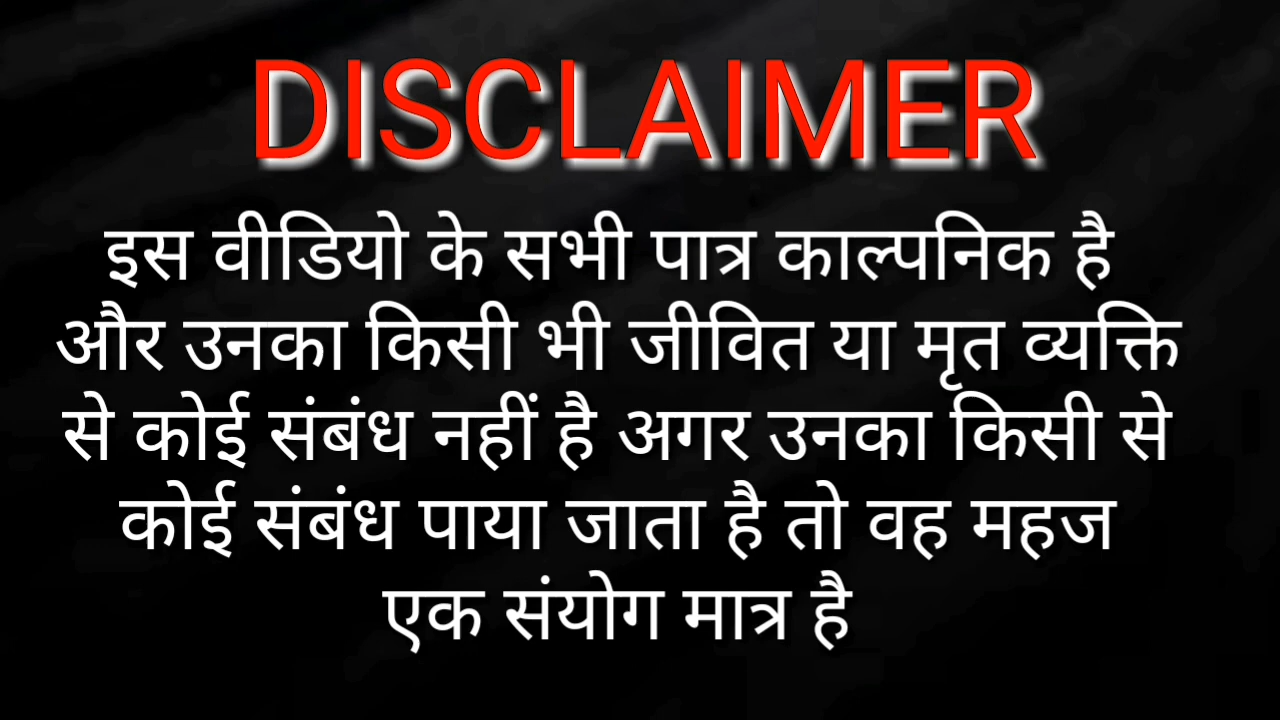 DISCLAIMER
इस वीडियो के सभी पात्र काल्पनिक है
और उनका किसी भी जीवित या मृत व्यक्ति
से कोई संबंध नहीं है अगर उनका किसी से
कोई संबंध पाया जाता है तो वह महज
एक संयोग मात्र है